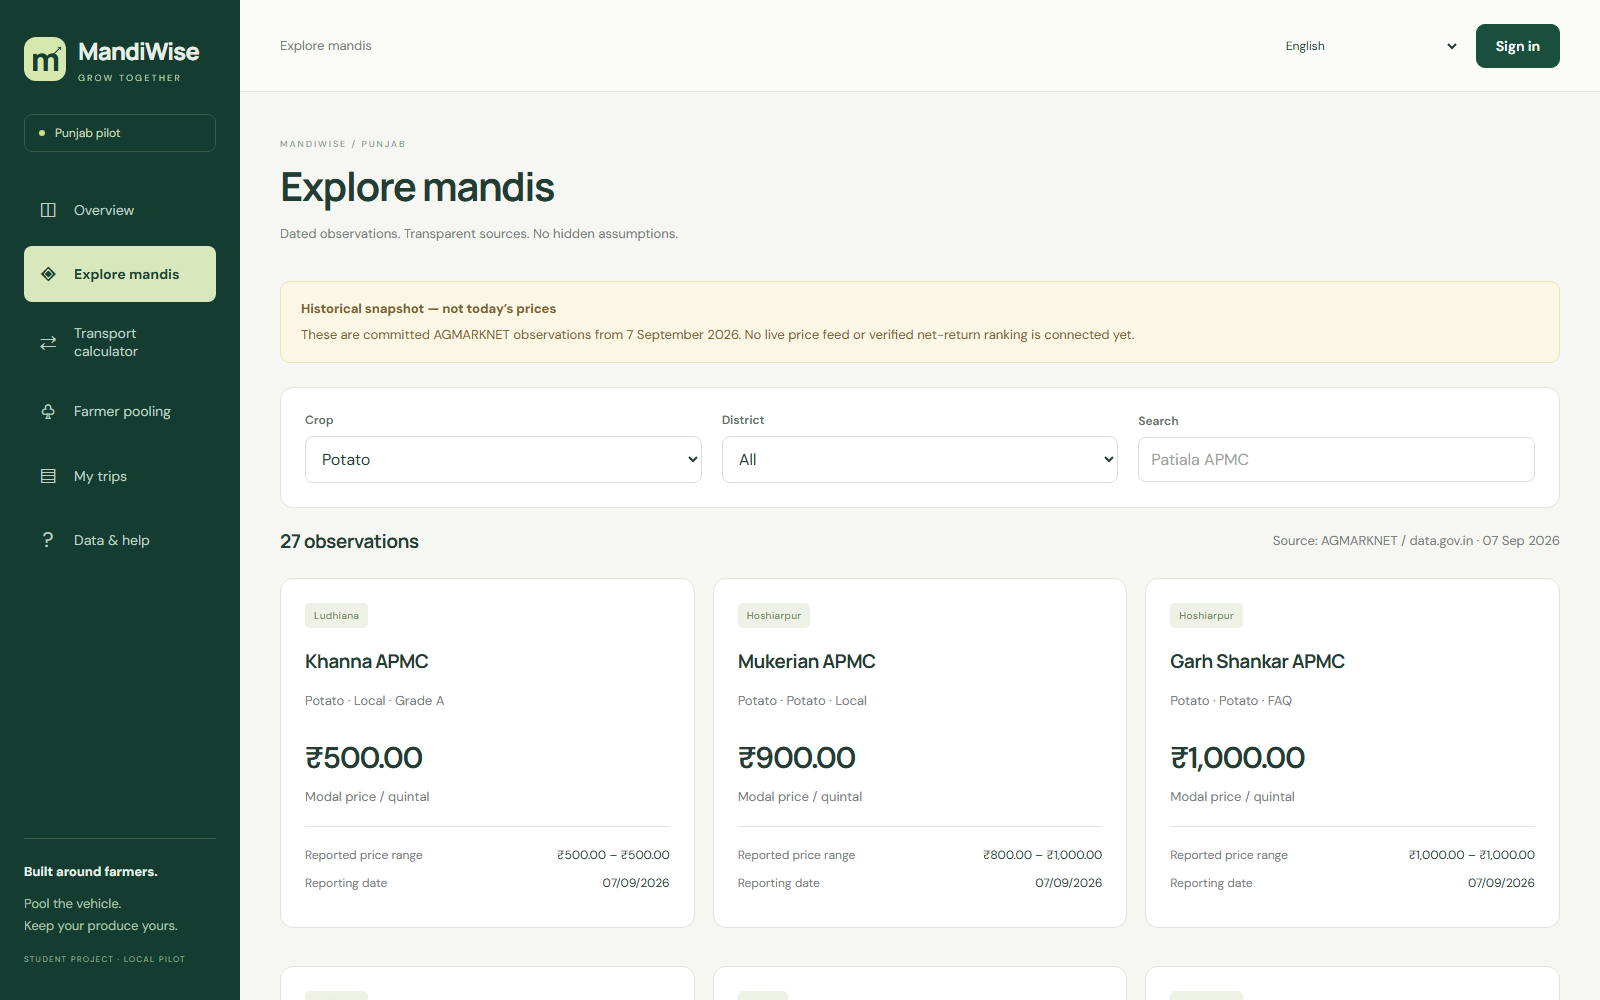 m
MandiWise
GROW TOGETHER
Punjab pilot
Overview
Explore mandis
Transport
calculator
Farmer pooling
My trips
? Data & help
Built around farmers.
Pool the vehicle.
Keep your produce yours.
STUDENT PROJECT · LOCAL PILOT
Explore mandis
English
Sign in
MANDIWISE / PUNJAB
Explore mandis
Dated observations. Transparent sources. No hidden assumptions.
Historical snapshot — not today’s prices
These are committed AGMARKNET observations from 7 September 2026. No live price feed or verified net-return ranking is connected yet.
Crop
Potato
District
All
Search
Patiala APMC
27 observations
Source: AGMARKNET / data.gov.in · 07 Sep 2026
Ludhiana
Khanna APMC
Potato · Local · Grade A
₹500.00
Modal price / quintal
Reported price range ₹500.00 – ₹500.00
Reporting date 07/09/2026
Hoshiarpur
Mukerian APMC
Potato · Potato · Local
₹900.00
Modal price / quintal
Reported price range ₹800.00 – ₹1,000.00
Reporting date 07/09/2026
Hoshiarpur
Garh Shankar APMC
Potato · Potato · FAQ
₹1,000.00
Modal price / quintal
Reported price range ₹1,000.00 – ₹1,000.00
Reporting date 07/09/2026